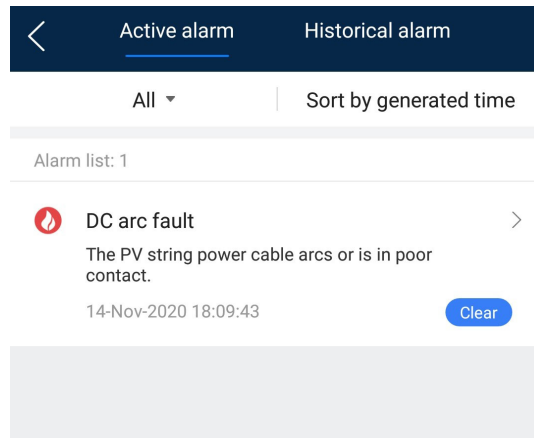 Active alarm Historical alarm
All Sort by generated time
Alarm list: 1
DC arc fault
The PV string power cable arcs or is in poor
contact.
14-Nov-2020 18:09:43 Clear